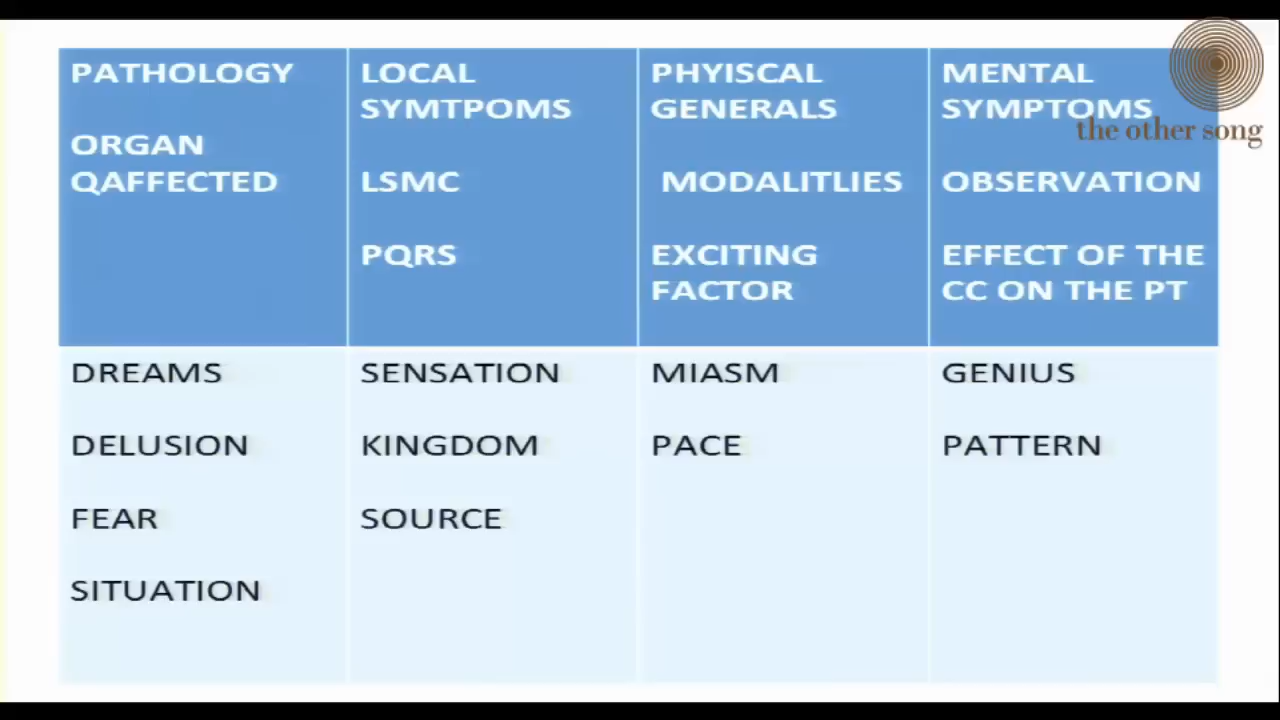 PATHOLOGY
ORGAN
QAFFECTED
LOCAL
SYMTPOMS
LSMC
PQRS
PHYISCAL
GENERALS
MODALITLIES
EXCITING
FACTOR
MENTAL
SYMPTOMS
OBSERVATION
EFFECT OF THE
CC ON THE PT
the other song
DREAMS
DELUSION
FEAR
SITUATION
SENSATION
KINGDOM
SOURCE
MIASM
PACE
GENIUS
PATTERN